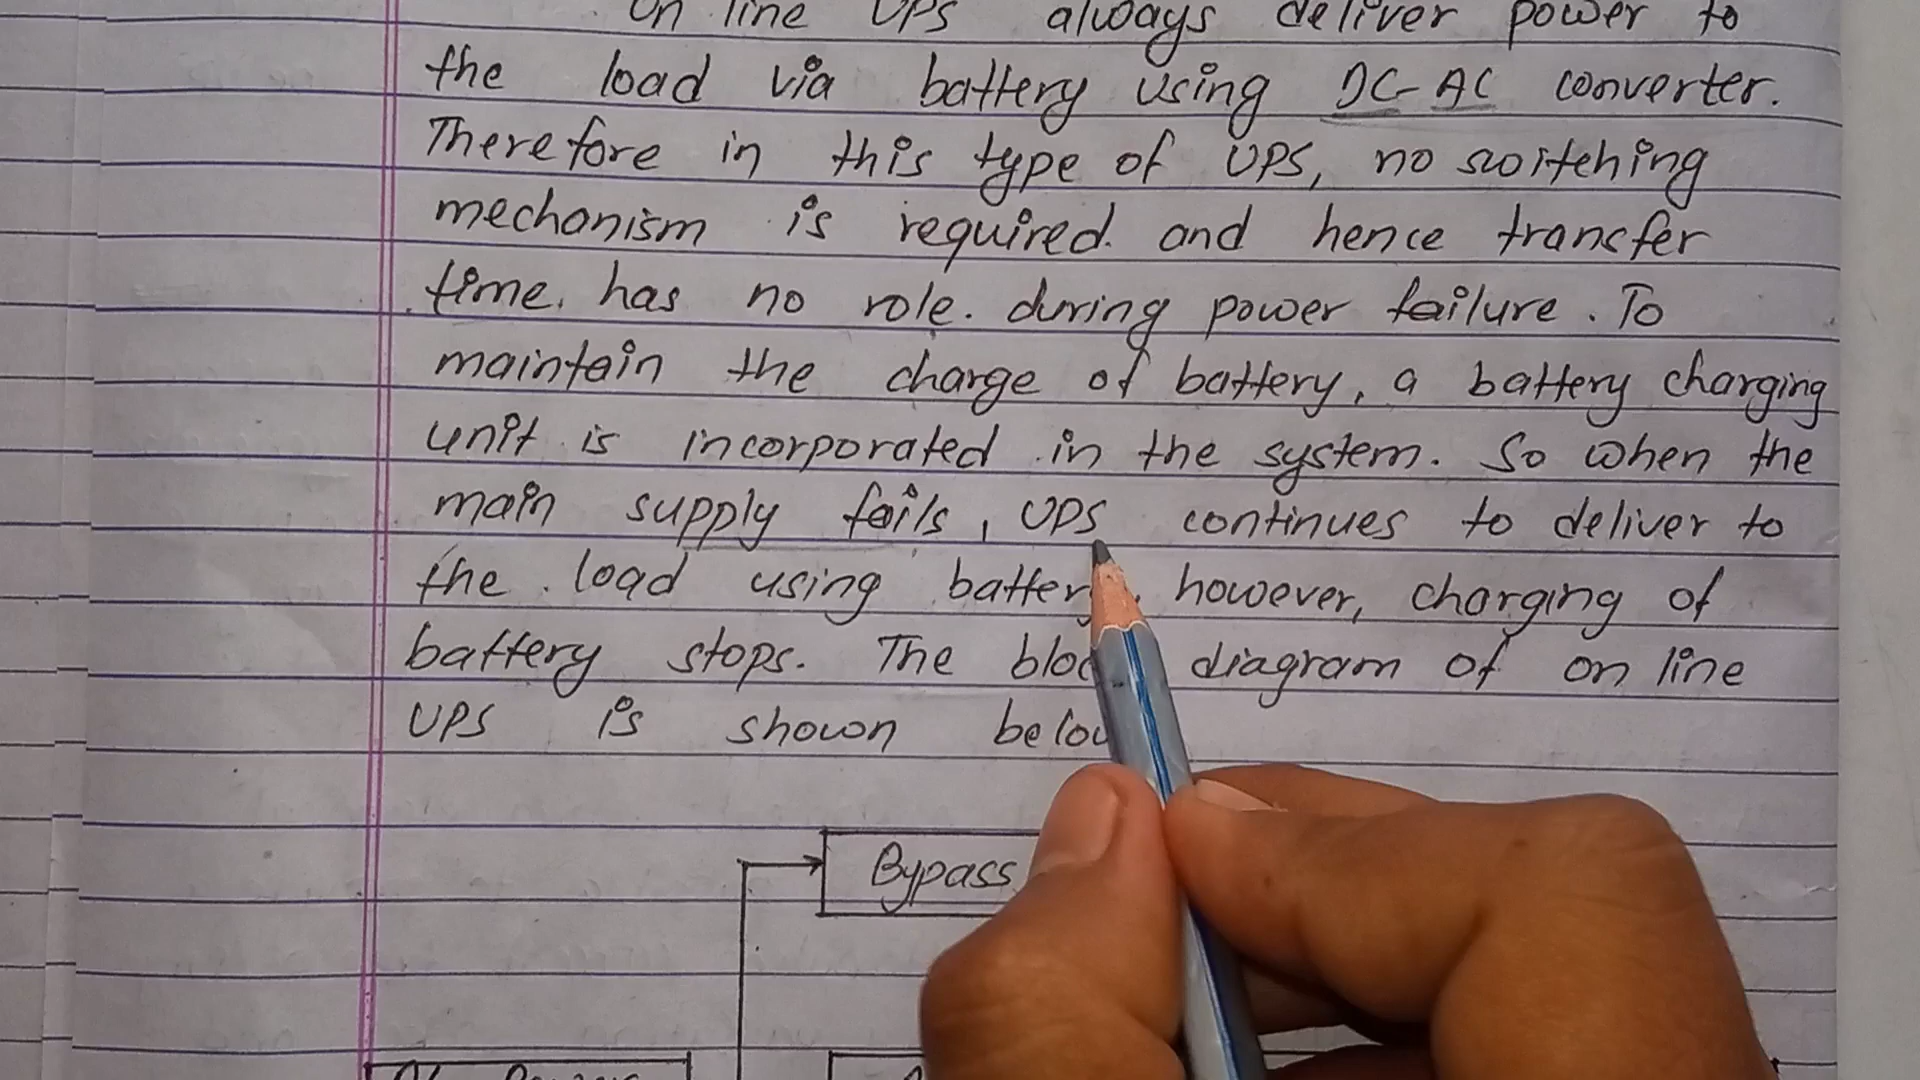 On line UPS always deliver power to
the load via battery using DC-AC converter.
Therefore in this type of UPS, no switching
mechanism is required. and hence transfer
time. has no role. during power failure. To
maintain the charge of battery, a battery charging
unit is incorporated in the system. So when the
main supply fails, UPS continues to deliver to
the load using battery. however, charging of
battery stops. The block diagram of on line
UPS is shown below
Bypass